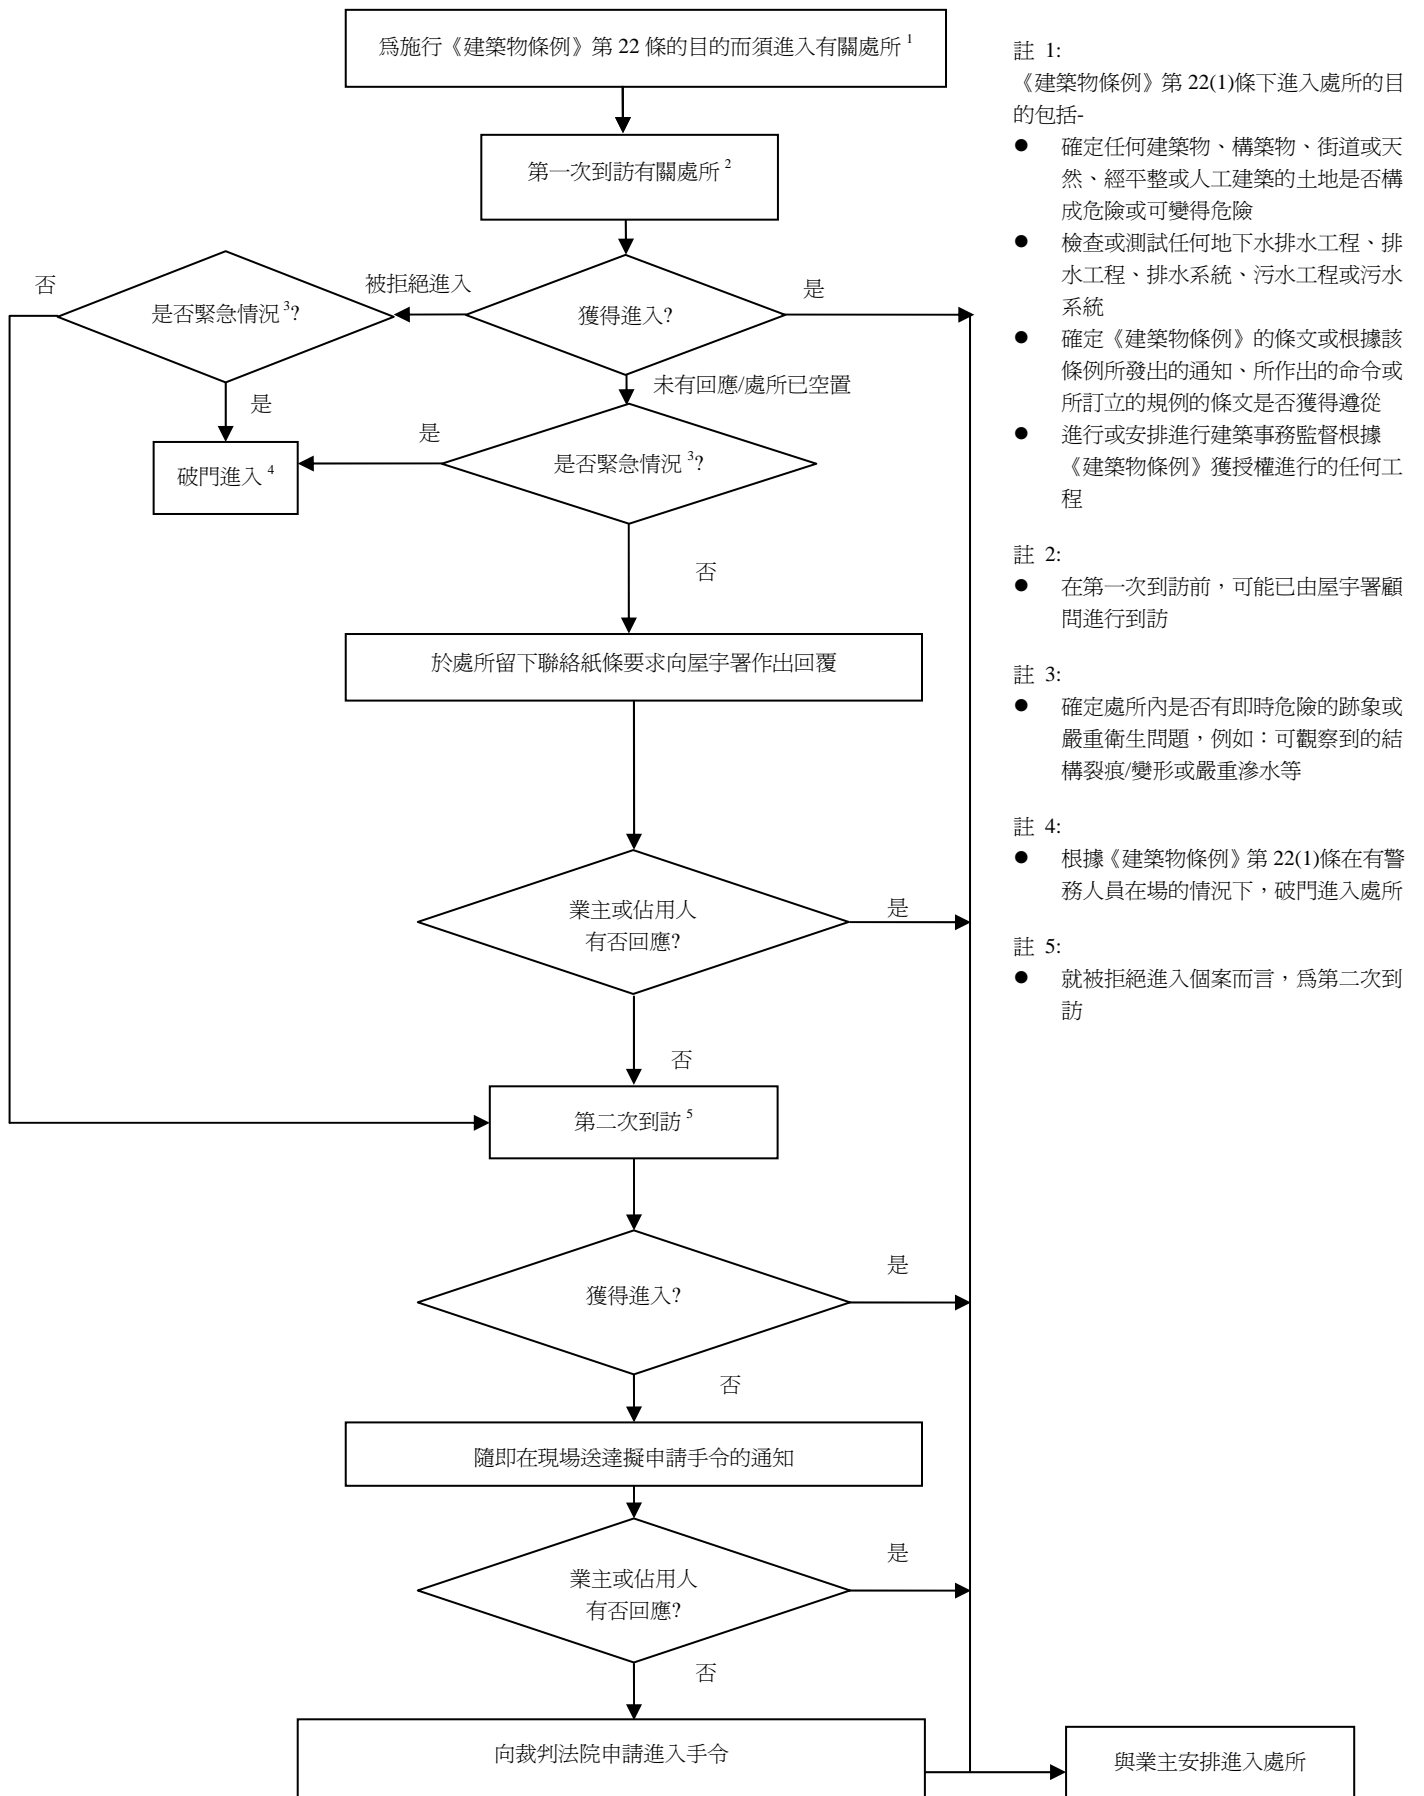 為施行《建築物條例》第 22 條的目的而須進入有關處所 1
第一次到訪有關處所 2
獲得進入?
是
被拒絕進入
是否緊急情況 3?
否
是
未有回應/處所已空置
是否緊急情況 3?
是
破門進入 4
否
於處所留下聯絡紙條要求向屋宇署作出回覆
業主或佔用人
有否回應?
是
否
第二次到訪 5
獲得進入?
是
否
隨即在現場送達擬申請手令的通知
業主或佔用人
有否回應?
是
否
向裁判法院申請進入手令
與業主安排進入處所
註 1:
《建築物條例》第 22(1)條下進入處所的目
的包括-
● 確定任何建築物、構築物、街道或天
然、經平整或人工建築的土地是否構
成危險或可變得危險
● 檢查或測試任何地下水排水工程、排
水工程、排水系統、污水工程或污水
系統
● 確定《建築物條例》的條文或根據該
條例所發出的通知、所作出的命令或
所訂立的規例的條文是否獲得遵從
● 進行或安排進行建築事務監督根據
《建築物條例》獲授權進行的任何工
程
註 2:
● 在第一次到訪前，可能已由屋宇署顧
問進行到訪
註 3:
● 確定處所內是否有即時危險的跡象或
嚴重衛生問題，例如：可觀察到的結
構裂痕/變形或嚴重滲水等
註 4:
● 根據《建築物條例》第 22(1)條在有警
務人員在場的情況下，破門進入處所
註 5:
● 就被拒絕進入個案而言，為第二次到
訪